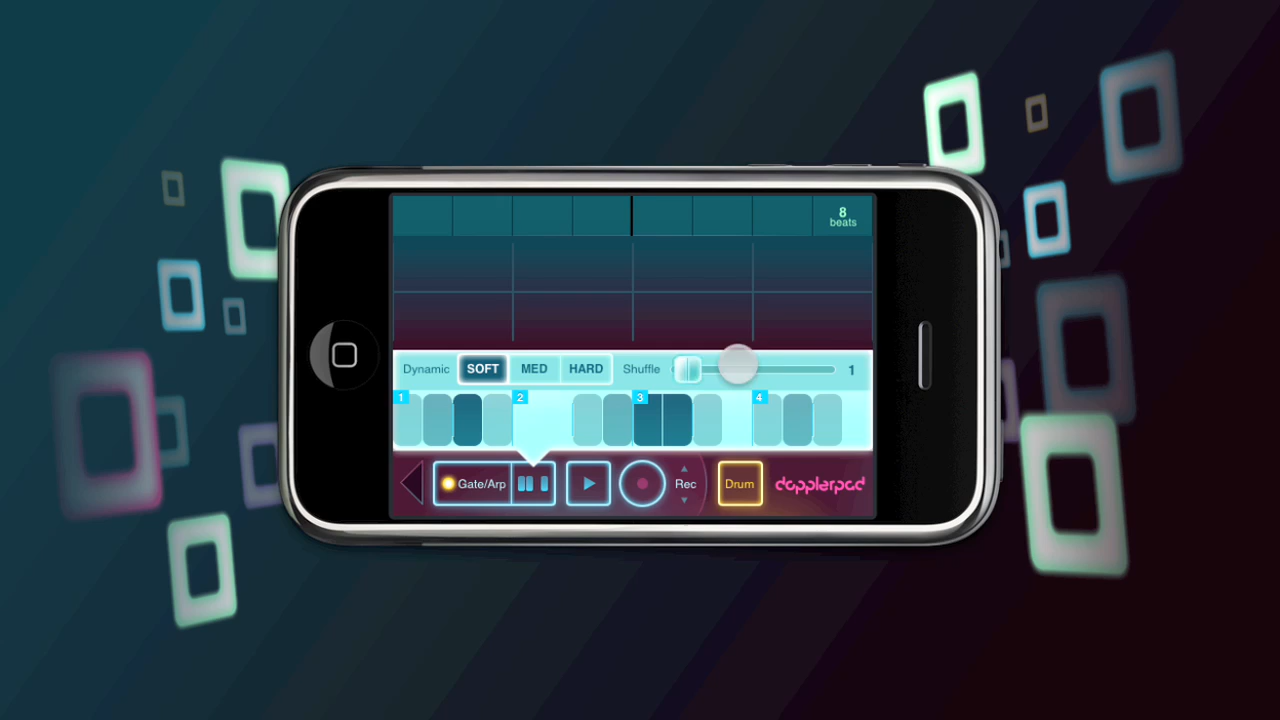 8
beats
Dynamic SOFT MED HARD Shuffle 1
1 2 3 4
Gate/Arp Rec Drum dopplerpad